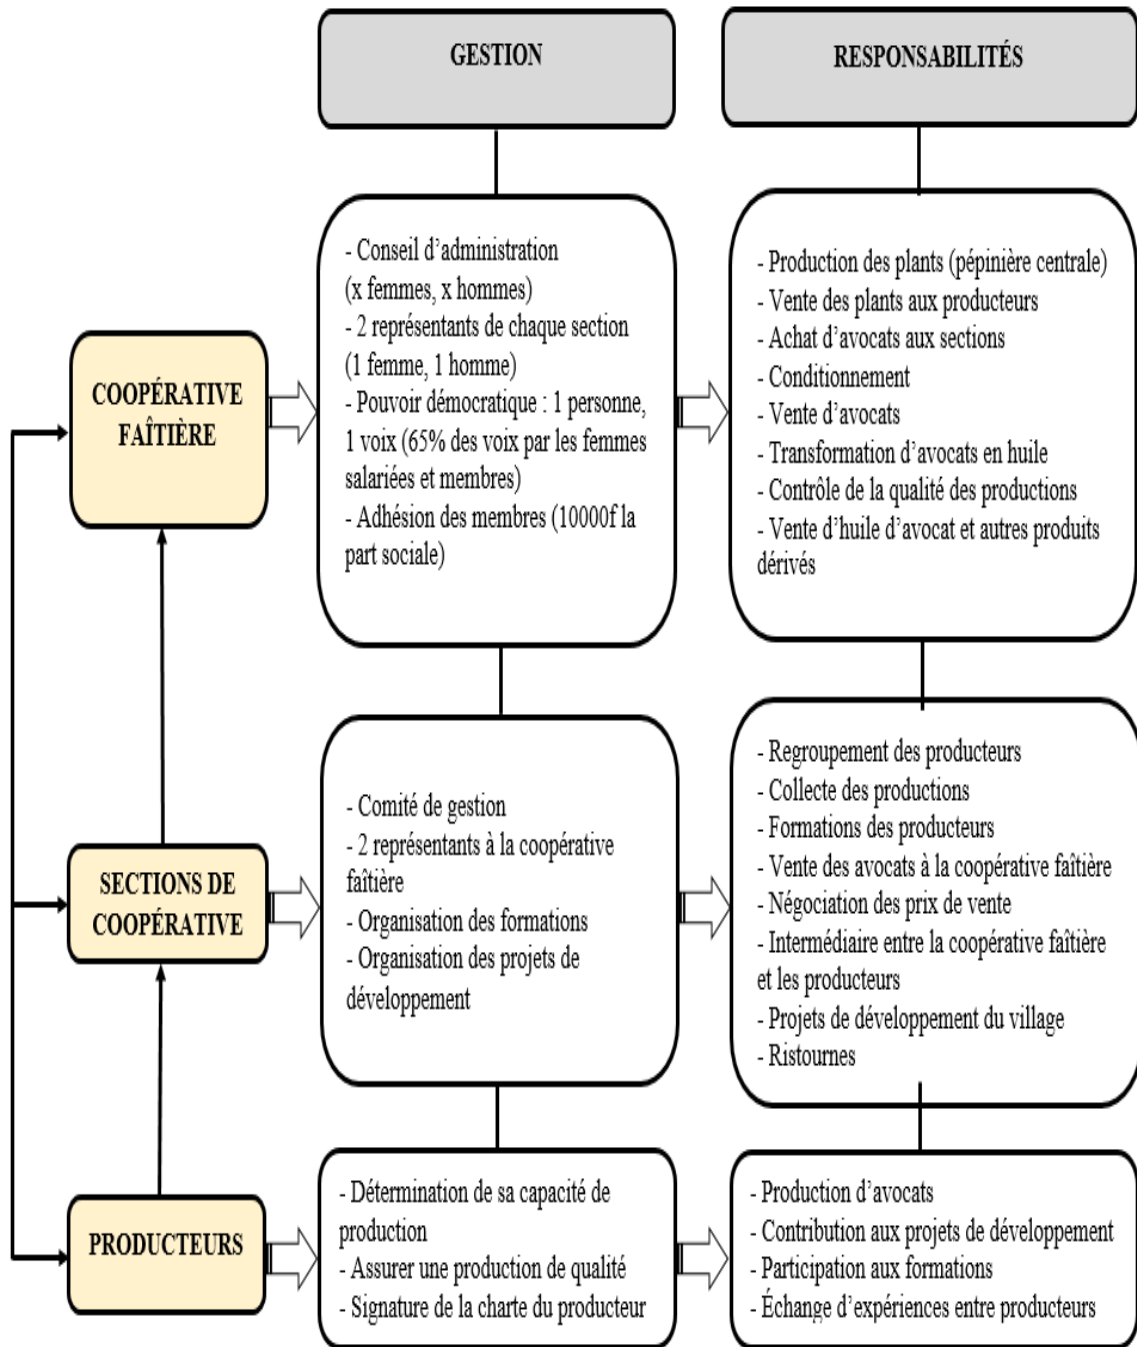 GESTION
RESPONSABILITÉS
COOPÉRATIVE
FAÎTIÈRE
- Conseil d’administration
(x femmes, x hommes)
- 2 représentants de chaque section
(1 femme, 1 homme)
- Pouvoir démocratique : 1 personne,
1 voix (65% des voix par les femmes
salariées et membres)
- Adhésion des membres (10000f la
part sociale)
- Production des plants (pépinière centrale)
- Vente des plants aux producteurs
- Achat d’avocats aux sections
- Conditionnement
- Vente d’avocats
- Transformation d’avocats en huile
- Contrôle de la qualité des productions
- Vente d’huile d’avocat et autres produits
dérivés
SECTIONS DE
COOPÉRATIVE
- Comité de gestion
- 2 représentants à la coopérative
faîtière
- Organisation des formations
- Organisation des projets de
développement
- Regroupement des producteurs
- Collecte des productions
- Formations des producteurs
- Vente des avocats à la coopérative faîtière
- Négociation des prix de vente
- Intermédiaire entre la coopérative faîtière
et les producteurs
- Projets de développement du village
- Ristournes
PRODUCTEURS
- Détermination de sa capacité de
production
- Assurer une production de qualité
- Signature de la charte du producteur
- Production d’avocats
- Contribution aux projets de développement
- Participation aux formations
- Échange d’expériences entre producteurs